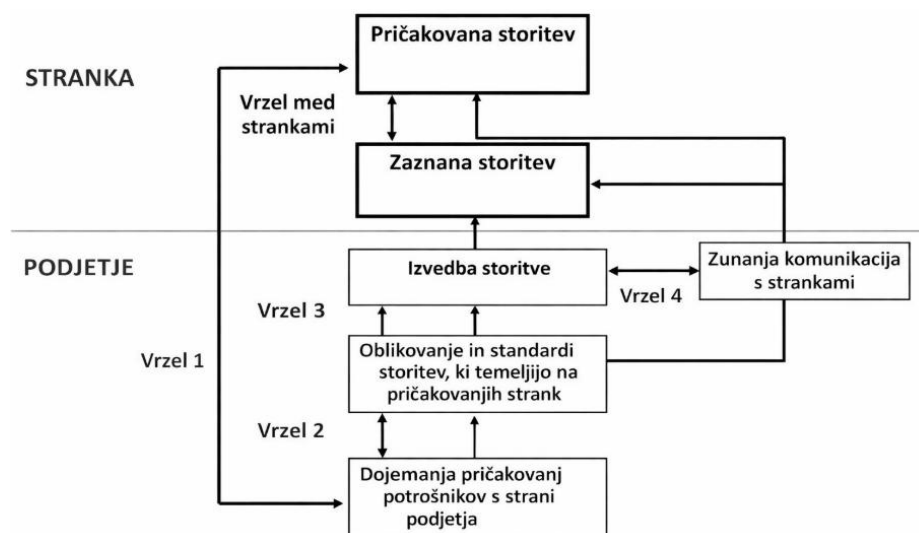 Pričakovana storitev
STRANKA
Vrzel med
strankami
Zaznana storitev
PODJETJE
Izvedba storitve
Zunanja komunikacija
s strankami
Vrzel 4
Vrzel 3
Oblikovanje in standardi
storitev, ki temeljijo na
pričakovanjih strank
Vrzel 1
Vrzel 2
Dojemanja pričakovanj
potrošnikov s strani
podjetja